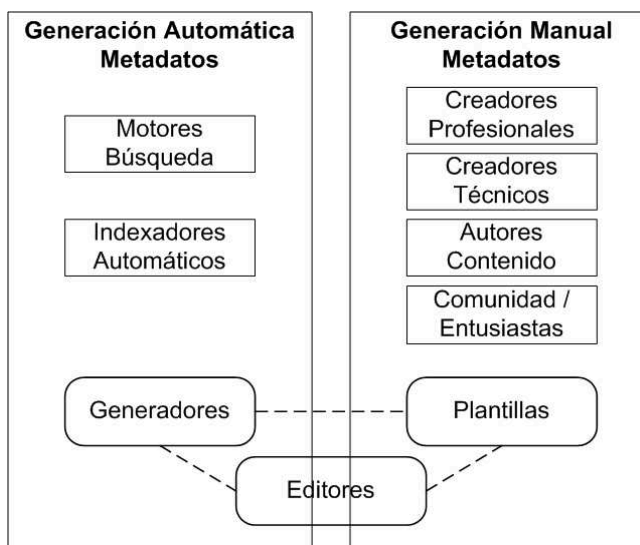 Generación Automática
Metadatos
Motores
Búsqueda
Indexadores
Automáticos
Generadores
Generación Manual
Metadatos
Creadores
Profesionales
Creadores
Técnicos
Autores
Contenido
Comunidad /
Entusiastas
Plantillas
Editores